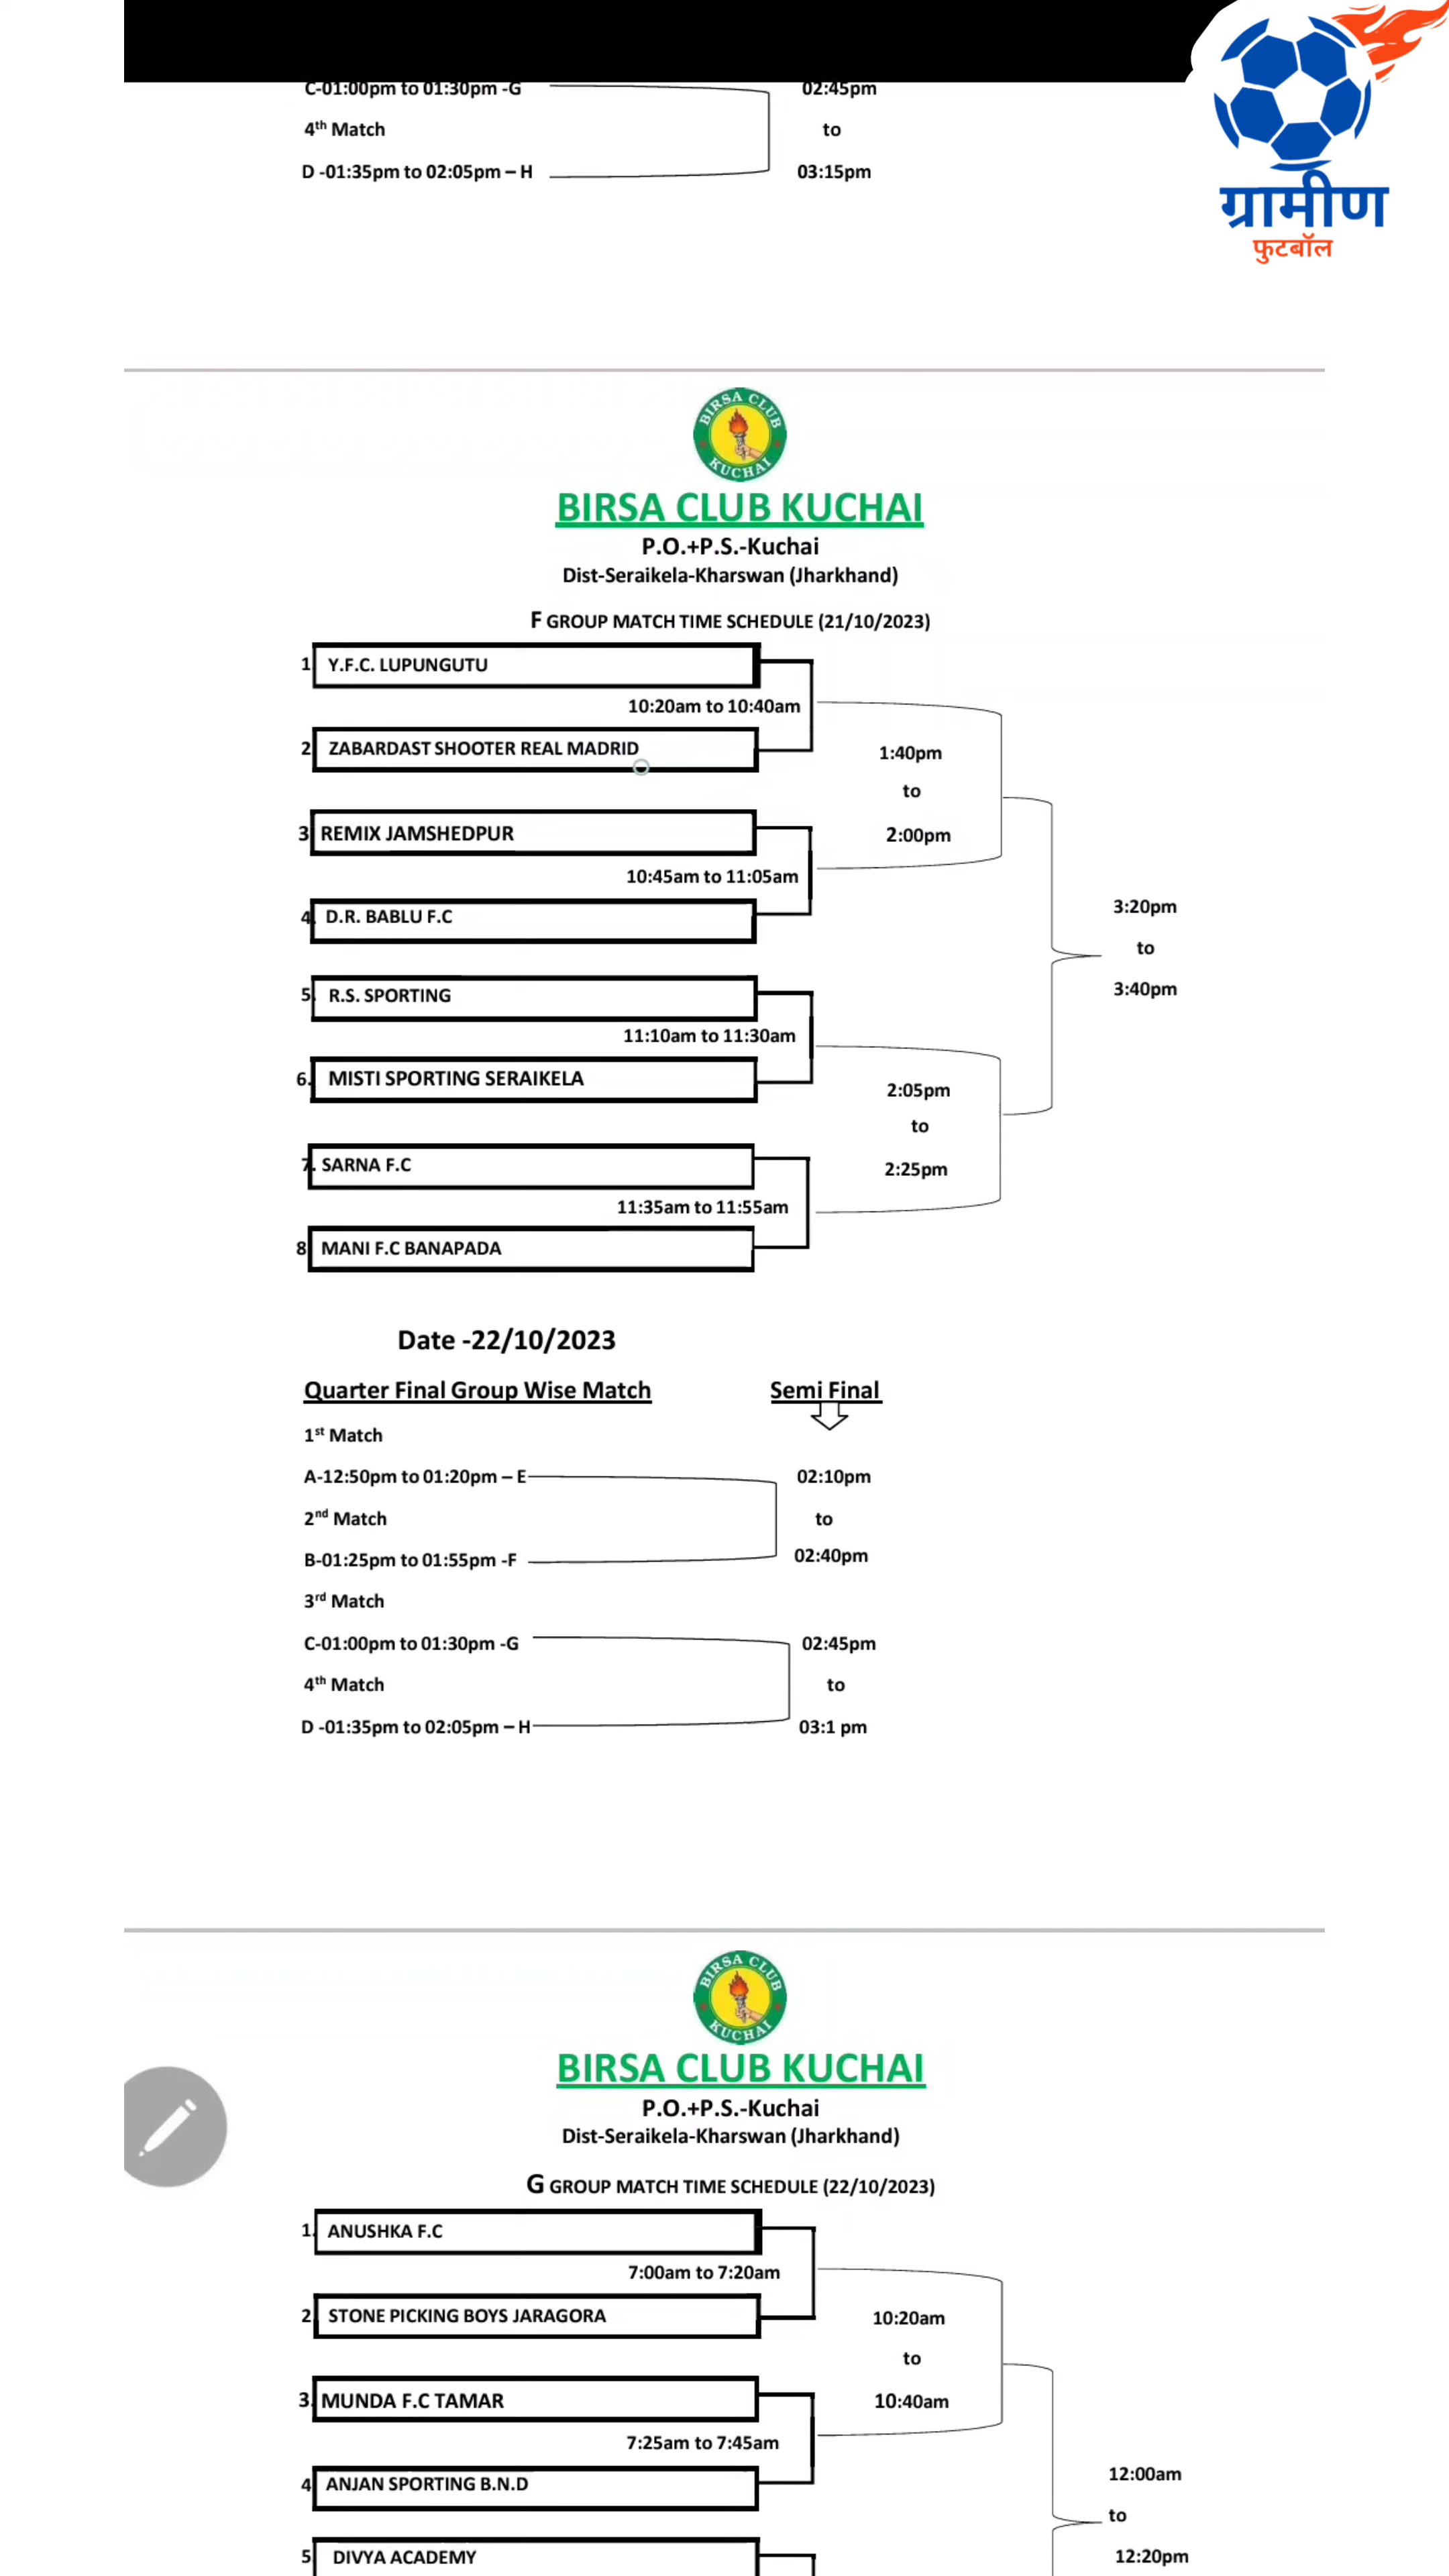 C-01:00pm to 01:30pm -G
02:45pm
4th Match
to
D -01:35pm to 02:05pm – H
03:15pm
ग्रामीण
फुटबॉल
BIRSA CLUB
KUCHAI
BIRSA CLUB KUCHAI
P.O.+P.S.-Kuchai
Dist-Seraikela-Kharswan (Jharkhand)
F GROUP MATCH TIME SCHEDULE (21/10/2023)
1 Y.F.C. LUPUNGUTU
10:20am to 10:40am
2 ZABARDAST SHOOTER REAL MADRID
1:40pm
to
2:00pm
3 REMIX JAMSHEDPUR
10:45am to 11:05am
4. D.R. BABLU F.C
3:20pm
to
3:40pm
5. R.S. SPORTING
11:10am to 11:30am
6. MISTI SPORTING SERAIKELA
2:05pm
to
2:25pm
7. SARNA F.C
11:35am to 11:55am
8 MANI F.C BANAPADA
Date -22/10/2023
Quarter Final Group Wise Match
Semi Final
1st Match
A-12:50pm to 01:20pm – E
02:10pm
2nd Match
to
B-01:25pm to 01:55pm -F
02:40pm
3rd Match
C-01:00pm to 01:30pm -G
02:45pm
4th Match
to
D -01:35pm to 02:05pm – H
03:1 pm
BIRSA CLUB
KUCHAI
BIRSA CLUB KUCHAI
P.O.+P.S.-Kuchai
Dist-Seraikela-Kharswan (Jharkhand)
G GROUP MATCH TIME SCHEDULE (22/10/2023)
1. ANUSHKA F.C
7:00am to 7:20am
2. STONE PICKING BOYS JARAGORA
10:20am
to
10:40am
3. MUNDA F.C TAMAR
7:25am to 7:45am
4 ANJAN SPORTING B.N.D
12:00am
to
12:20pm
5 DIVYA ACADEMY